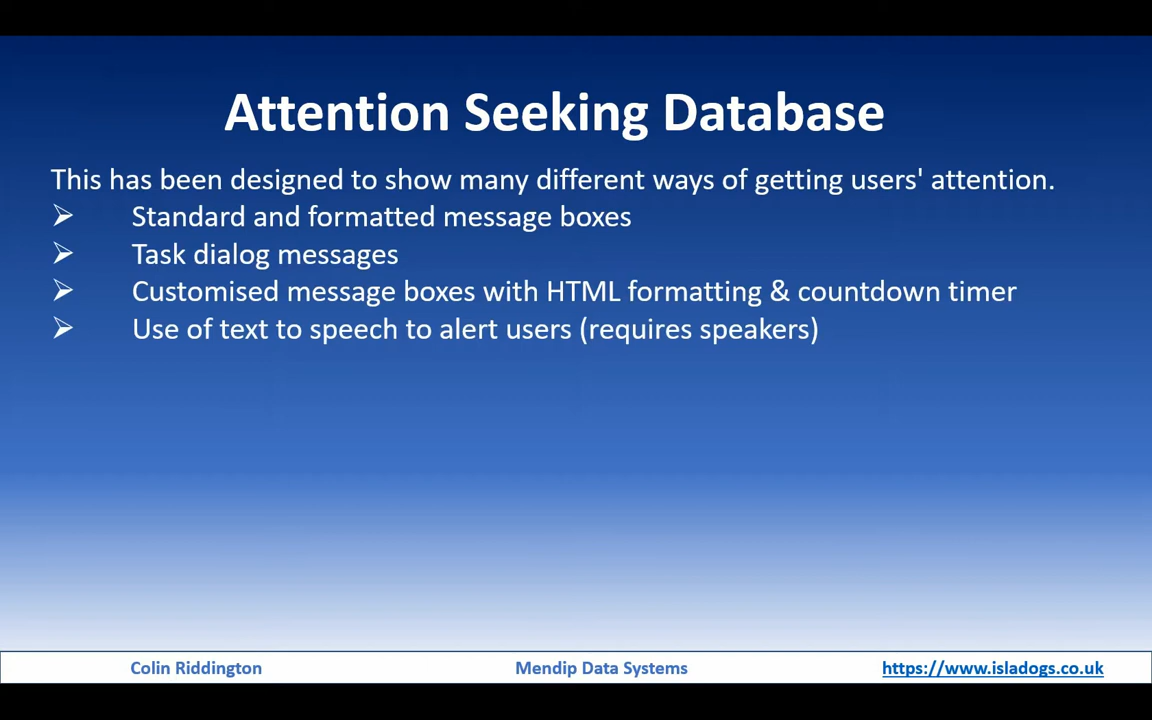 Attention Seeking Database
This has been designed to show many different ways of getting users' attention.
Standard and formatted message boxes
Task dialog messages
Customised message boxes with HTML formatting & countdown timer
Use of text to speech to alert users (requires speakers)
Colin Riddington Mendip Data Systems https://www.isladogs.co.uk